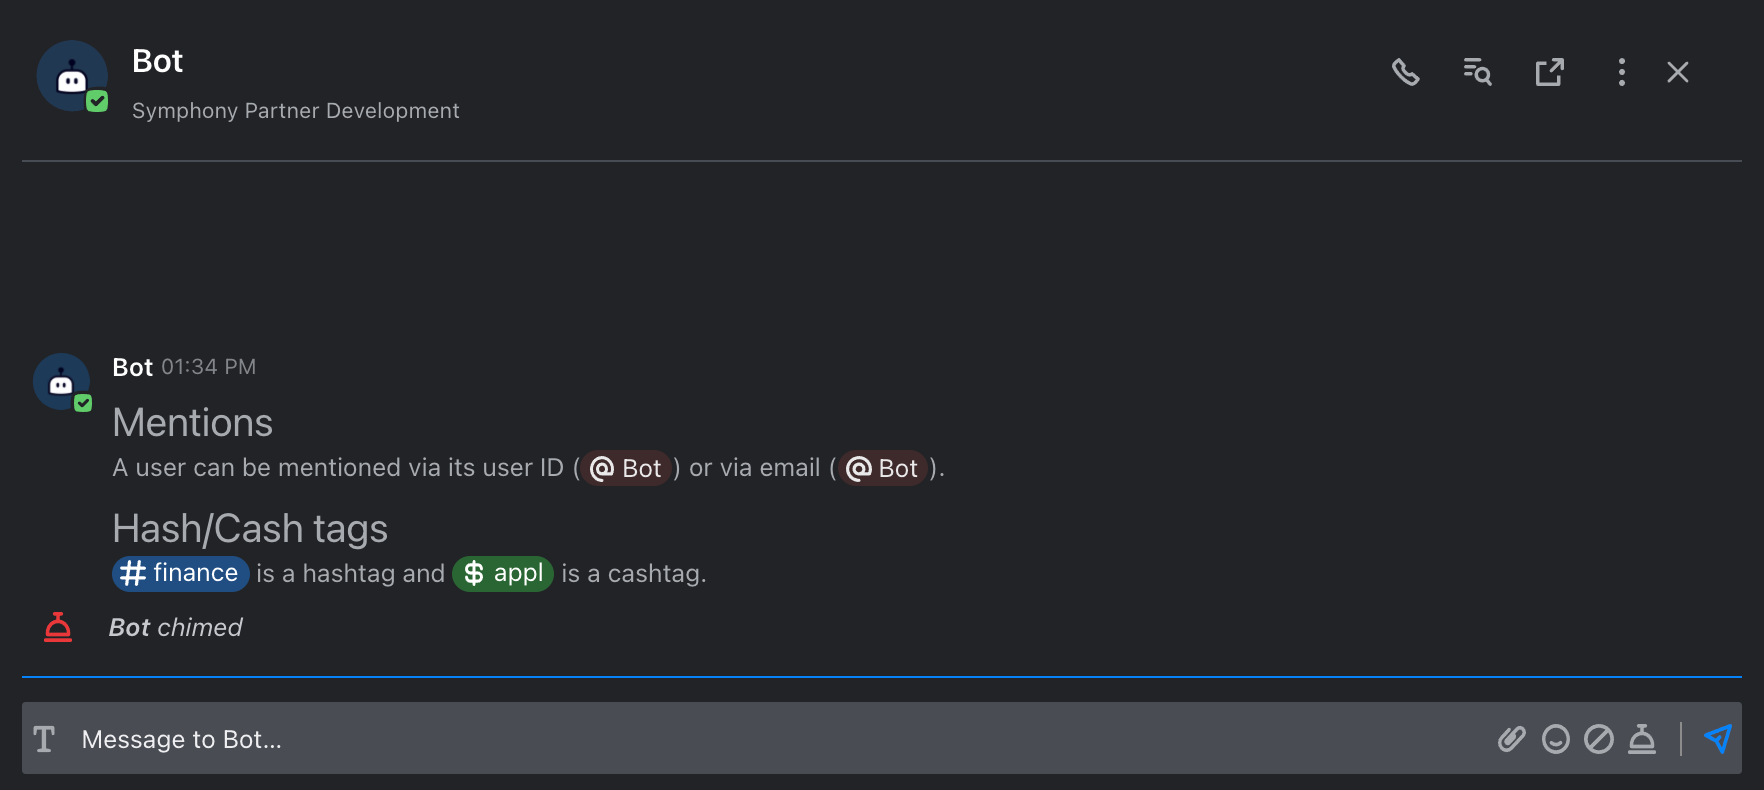 Bot
Symphony Partner Development
Bot 01:34 PM
Mentions
A user can be mentioned via its user ID (@ Bot) or via email (@ Bot).
Hash/Cash tags
# finance is a hashtag and $ appl is a cashtag.
Bot chimed
T Message to Bot...